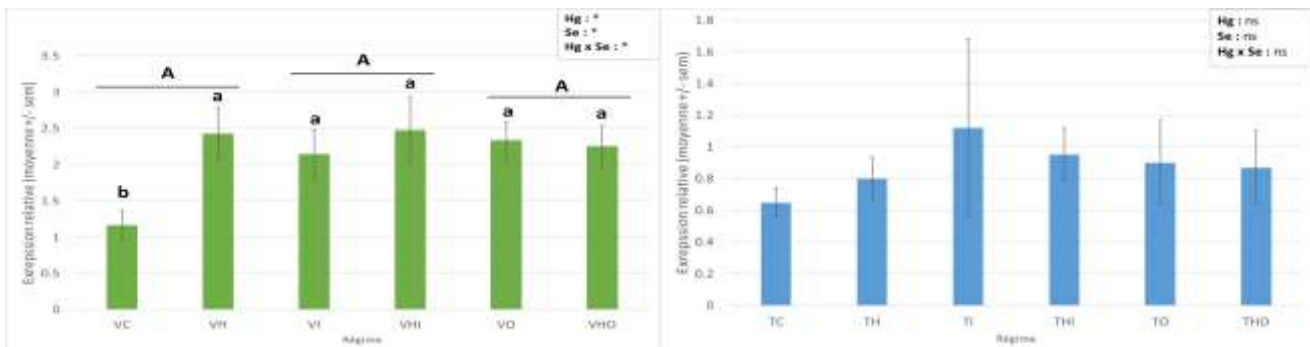 Hg : *
Se : *
Hg x Se : *
3.5
A
A
A
3
a
a
a
a
a
2.5
2
1.5
b
1
0.5
0
VC
VH
VI
VHI
VO
VHO
Régime
Exrepssion relative (moyenne +/- sem)
Hg : ns
Se : ns
Hg x Se : ns
1.8
1.6
1.4
1.2
1
0.8
0.6
0.4
0.2
0
TC
TH
TI
THI
TO
THO
Régime
Exrepssion relative (moyenne +/- sem)